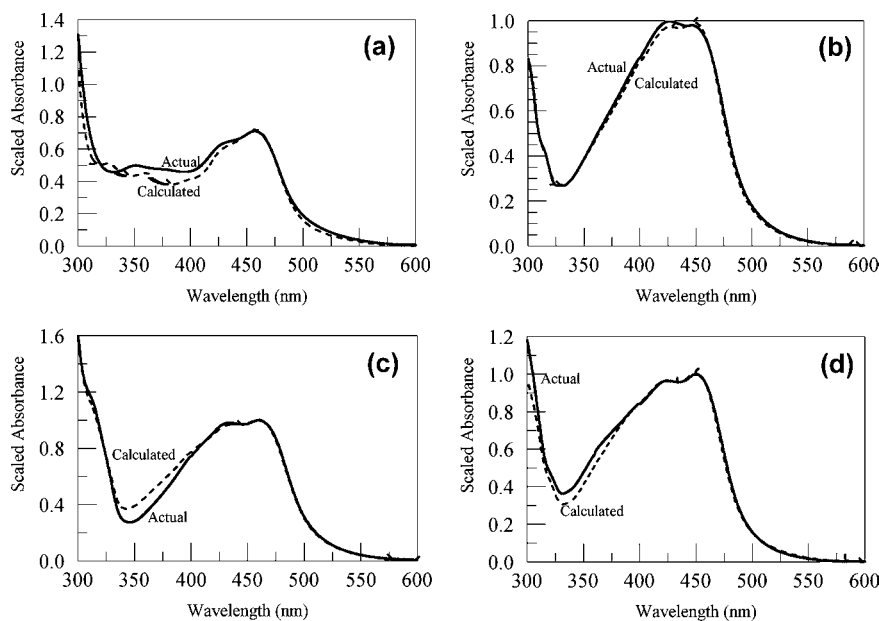 1.4
1.2
1.0
0.8
0.6
0.4
0.2
0.0
Scaled Absorbance
(a)
Actual
Calculated
300 350 400 450 500 550 600
Wavelength (nm)
1.0
0.8
0.6
0.4
0.2
0.0
Scaled Absorbance
(b)
Actual
Calculated
300 350 400 450 500 550 600
Wavelength (nm)
1.6
1.2
0.8
0.4
0.0
Scaled Absorbance
(c)
Calculated
Actual
300 350 400 450 500 550 600
Wavelength (nm)
1.2
1.0
0.8
0.6
0.4
0.2
0.0
Scaled Absorbance
(d)
Actual
Calculated
300 350 400 450 500 550 600
Wavelength (nm)